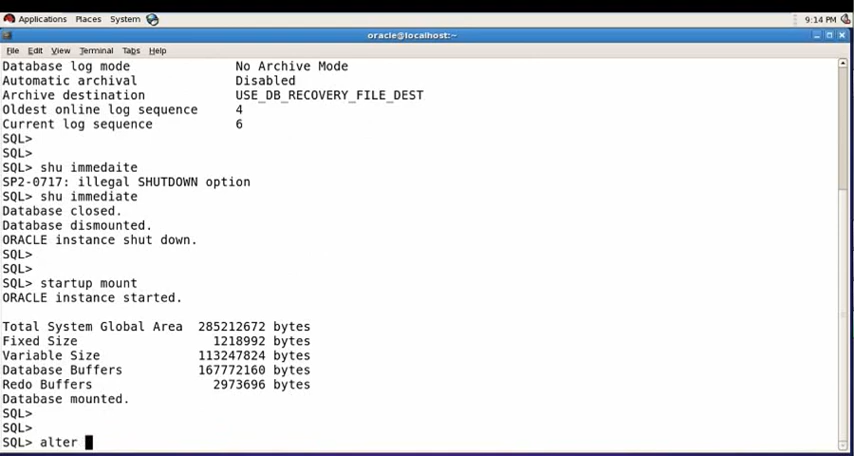 Applications Places System 9:14 PM
oracle@localhost:~
File Edit View Terminal Tabs Help
Database log mode No Archive Mode
Automatic archival Disabled
Archive destination USE_DB_RECOVERY_FILE_DEST
Oldest online log sequence 4
Current log sequence 6
SQL>
SQL>
SQL> shu immedaite
SP2-0717: illegal SHUTDOWN option
SQL> shu immediate
Database closed.
Database dismounted.
ORACLE instance shut down.
SQL>
SQL>
SQL> startup mount
ORACLE instance started.
Total System Global Area 285212672 bytes
Fixed Size 1218992 bytes
Variable Size 113247824 bytes
Database Buffers 167772160 bytes
Redo Buffers 2973696 bytes
Database mounted.
SQL>
SQL>
SQL> alter